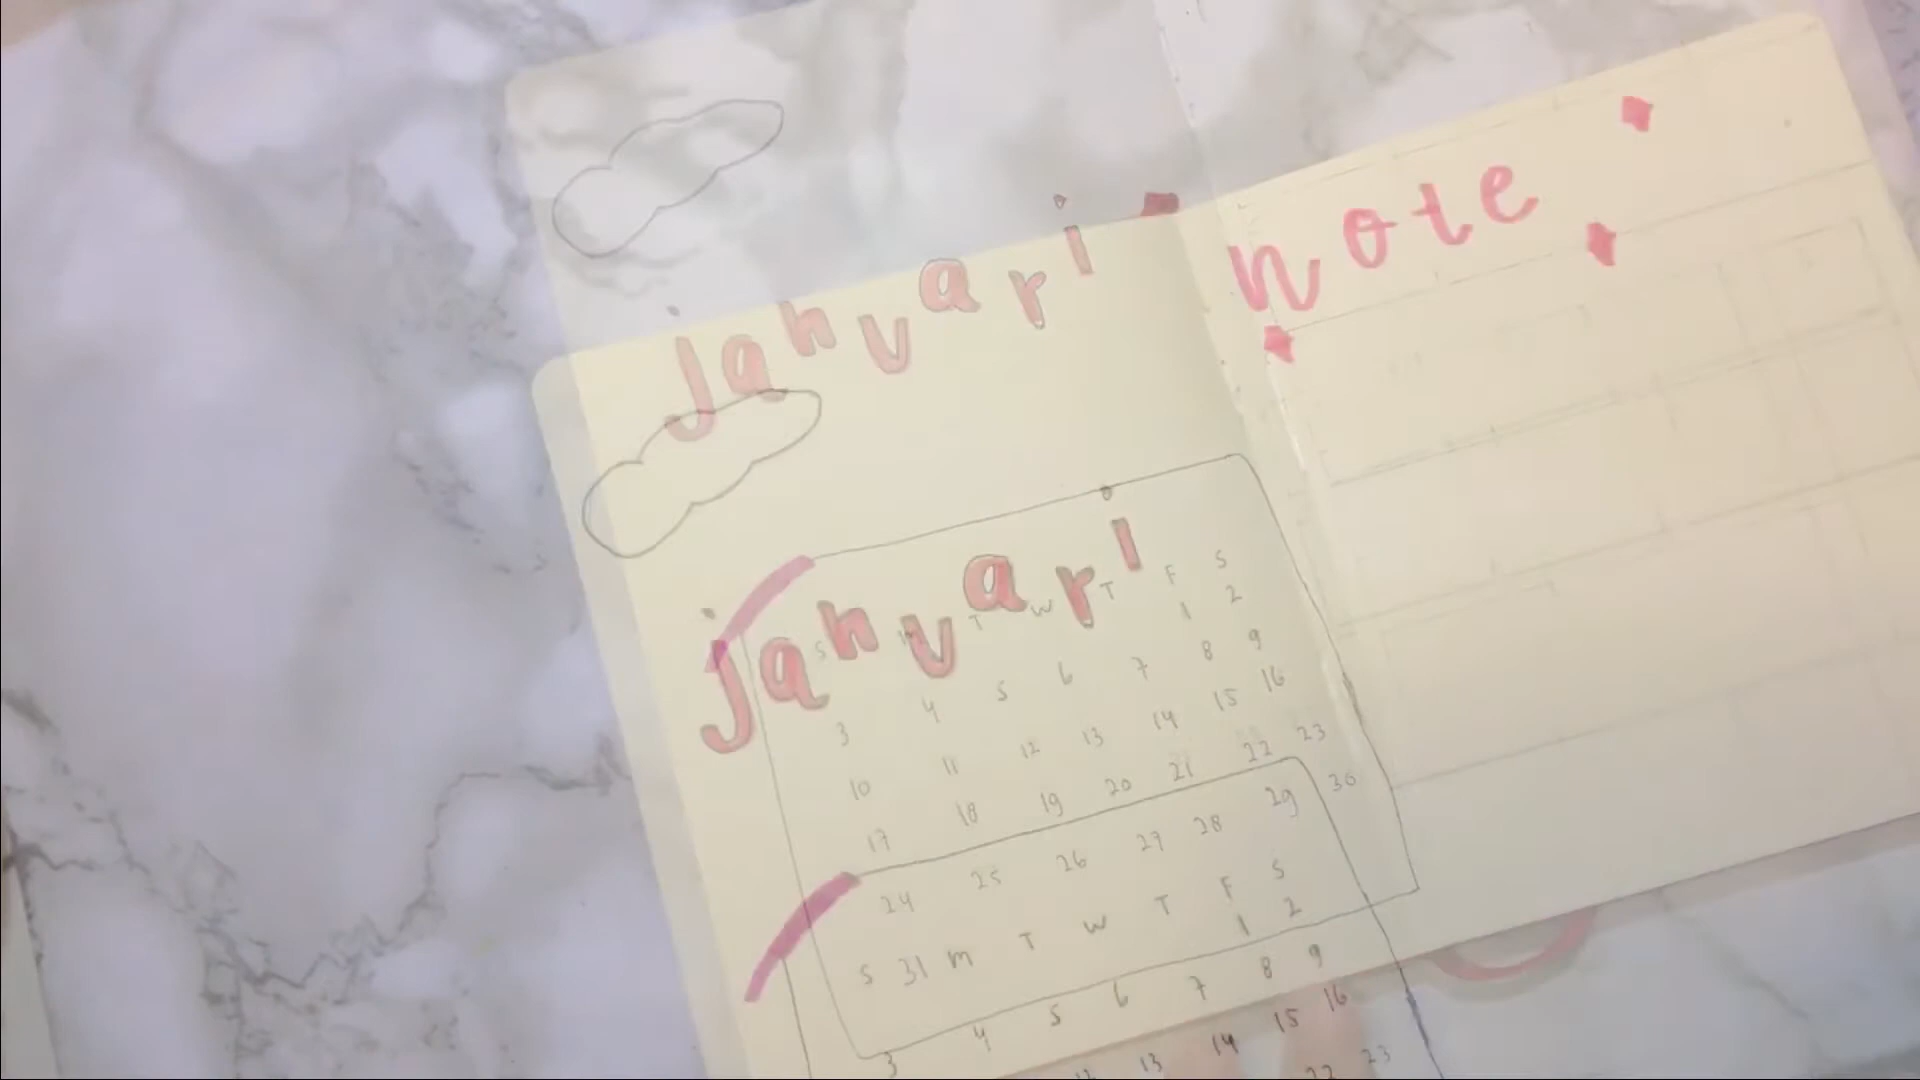 januari
note
januari
S M T W T F S
1 2
3 4 5 6 7 8 9
10 11 12 13 14 15 16
17 18 19 20 21 22 23
24 25 26 27 28 29 30
31
S m T W T F S
1 2
3 4 5 6 7 8 9
13 14 15 16
22 23